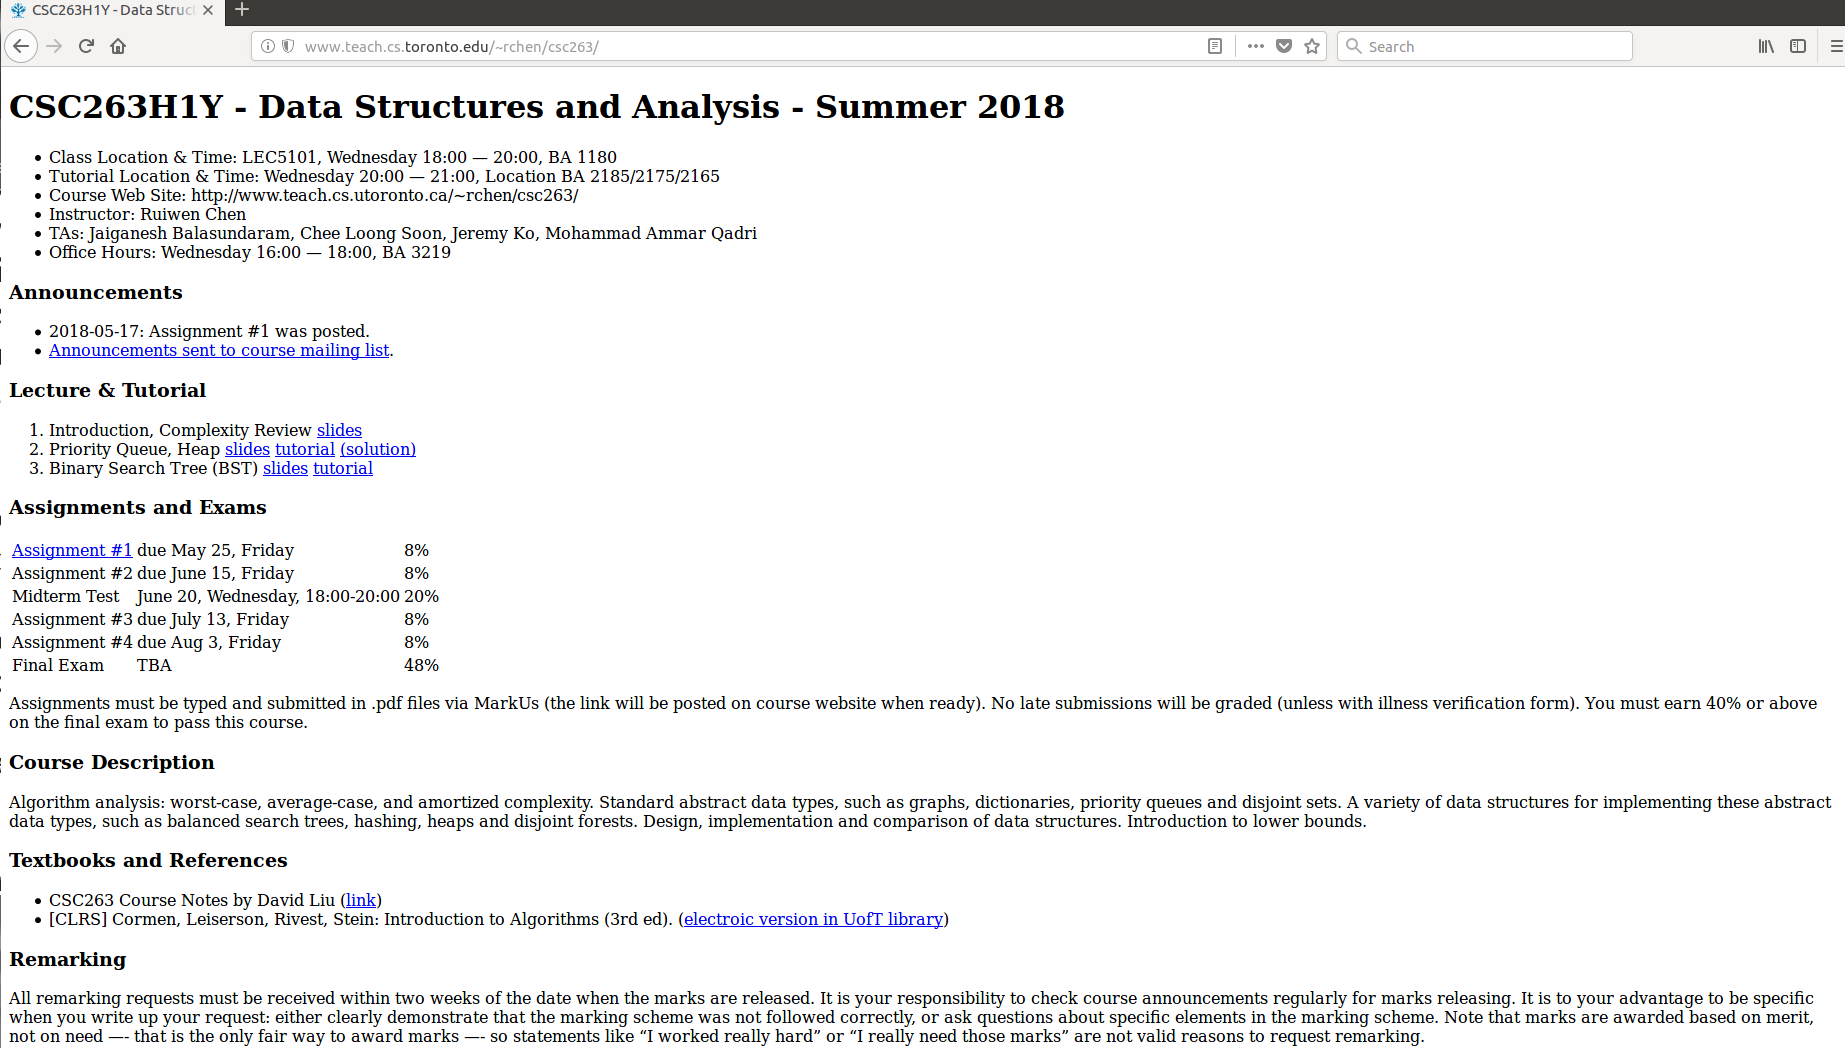 CSC263H1Y - Data Struc
www.teach.cs.toronto.edu/~rchen/csc263/
Search
CSC263H1Y - Data Structures and Analysis - Summer 2018
• Class Location & Time: LEC5101, Wednesday 18:00 — 20:00, BA 1180
• Tutorial Location & Time: Wednesday 20:00 — 21:00, Location BA 2185/2175/2165
• Course Web Site: http://www.teach.cs.utoronto.ca/~rchen/csc263/
• Instructor: Ruiwen Chen
• TAs: Jaiganesh Balasundaram, Chee Loong Soon, Jeremy Ko, Mohammad Ammar Qadri
• Office Hours: Wednesday 16:00 — 18:00, BA 3219
Announcements
• 2018-05-17: Assignment #1 was posted.
• Announcements sent to course mailing list.
Lecture & Tutorial
1. Introduction, Complexity Review slides
2. Priority Queue, Heap slides tutorial (solution)
3. Binary Search Tree (BST) slides tutorial
Assignments and Exams
Assignment #1 due May 25, Friday 8%
Assignment #2 due June 15, Friday 8%
Midterm Test June 20, Wednesday, 18:00-20:00 20%
Assignment #3 due July 13, Friday 8%
Assignment #4 due Aug 3, Friday 8%
Final Exam TBA 48%
Assignments must be typed and submitted in .pdf files via MarkUs (the link will be posted on course website when ready). No late submissions will be graded (unless with illness verification form). You must earn 40% or above
on the final exam to pass this course.
Course Description
Algorithm analysis: worst-case, average-case, and amortized complexity. Standard abstract data types, such as graphs, dictionaries, priority queues and disjoint sets. A variety of data structures for implementing these abstract
data types, such as balanced search trees, hashing, heaps and disjoint forests. Design, implementation and comparison of data structures. Introduction to lower bounds.
Textbooks and References
• CSC263 Course Notes by David Liu (link)
• [CLRS] Cormen, Leiserson, Rivest, Stein: Introduction to Algorithms (3rd ed). (electroic version in UofT library)
Remarking
All remarking requests must be received within two weeks of the date when the marks are released. It is your responsibility to check course announcements regularly for marks releasing. It is to your advantage to be specific
when you write up your request: either clearly demonstrate that the marking scheme was not followed correctly, or ask questions about specific elements in the marking scheme. Note that marks are awarded based on merit,
not on need —- that is the only fair way to award marks —- so statements like “I worked really hard” or “I really need those marks” are not valid reasons to request remarking.